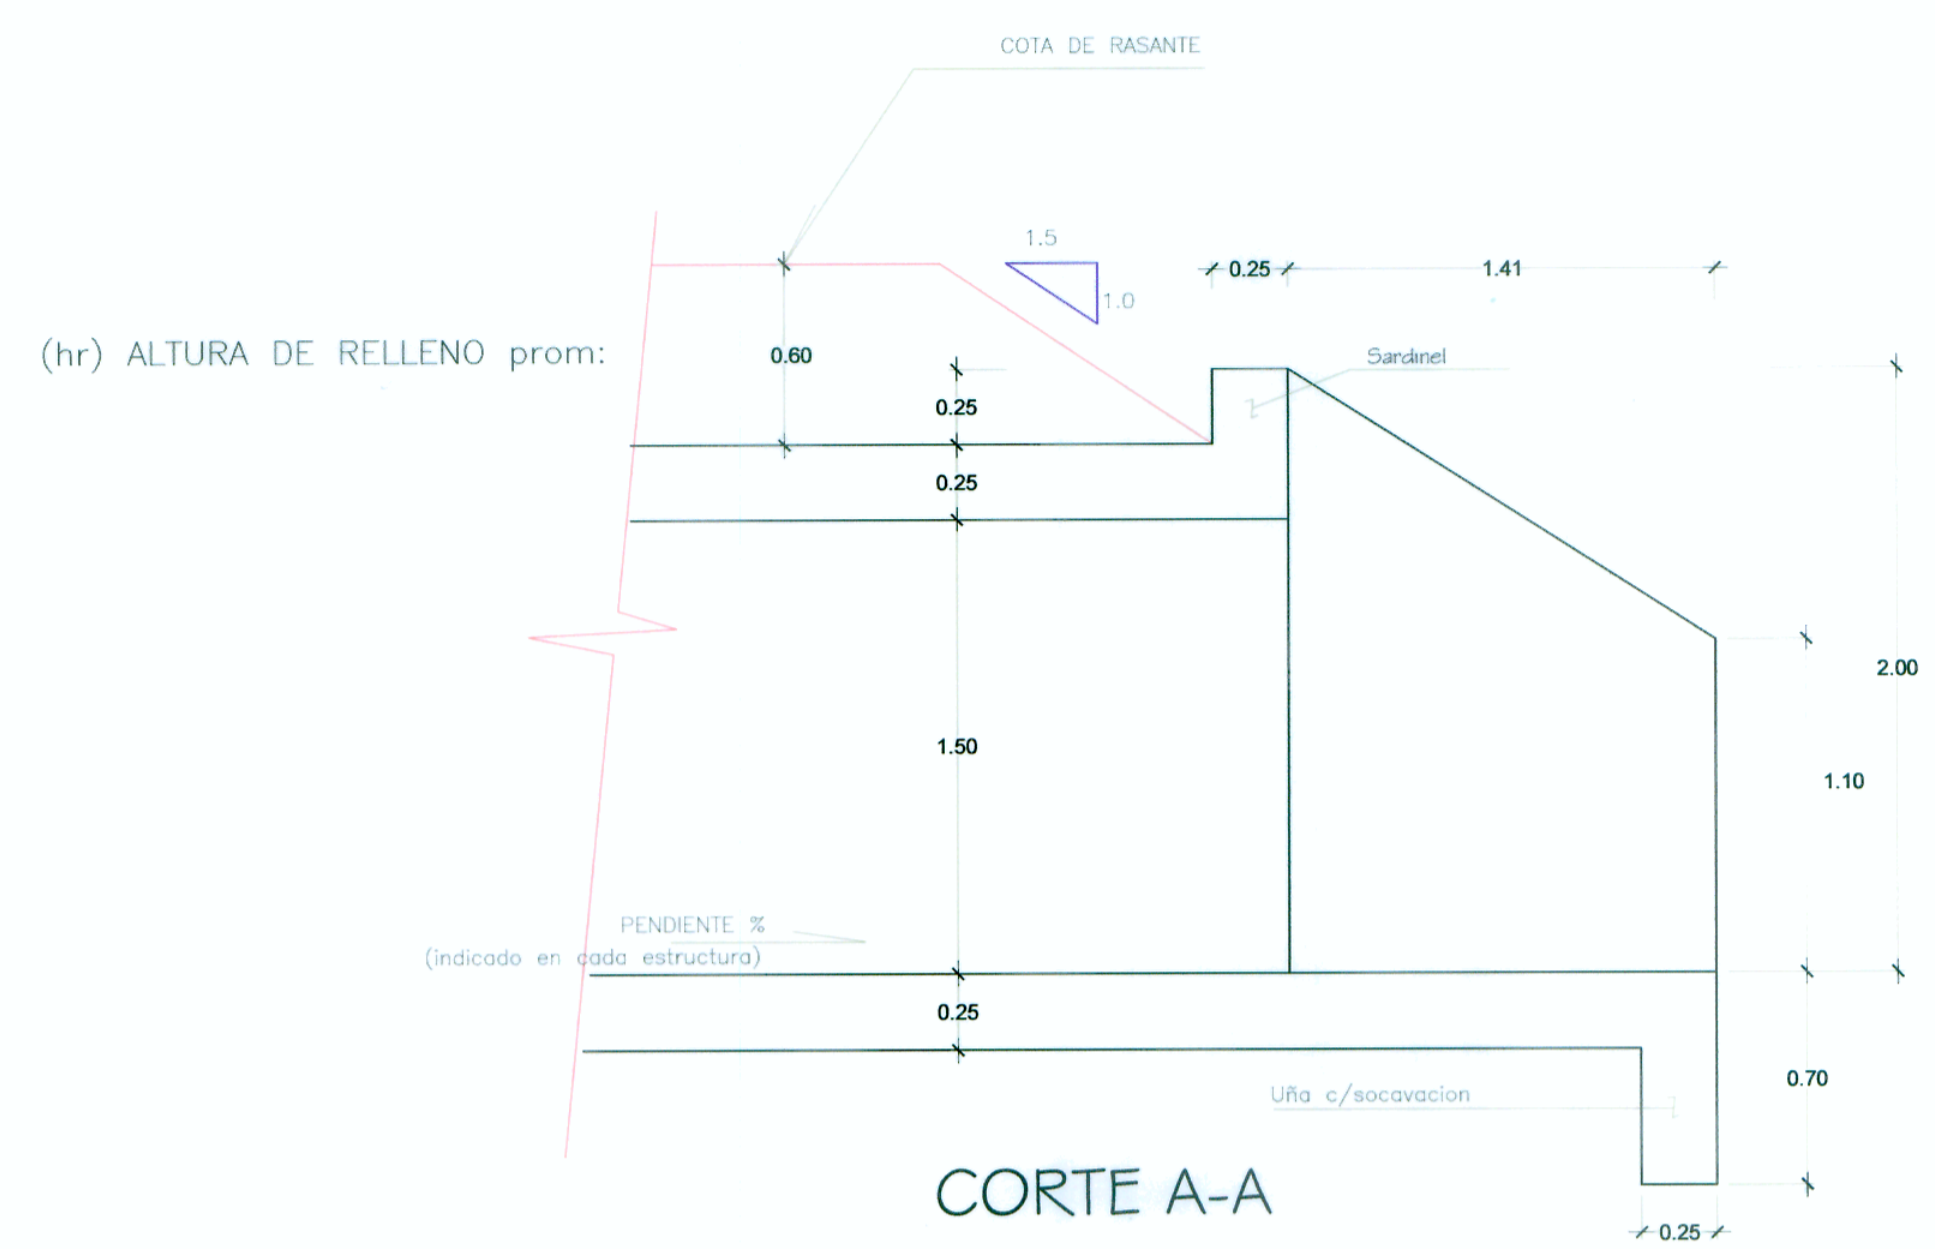 COTA DE RASANTE
1.5
1.0
0.25
1.41
(hr) ALTURA DE RELLENO prom:
0.60
Sardinel
0.25
0.25
2.00
1.50
1.10
PENDIENTE %
(indicado en cada estructura)
0.25
0.70
Uña c/socavacion
CORTE A-A
0.25